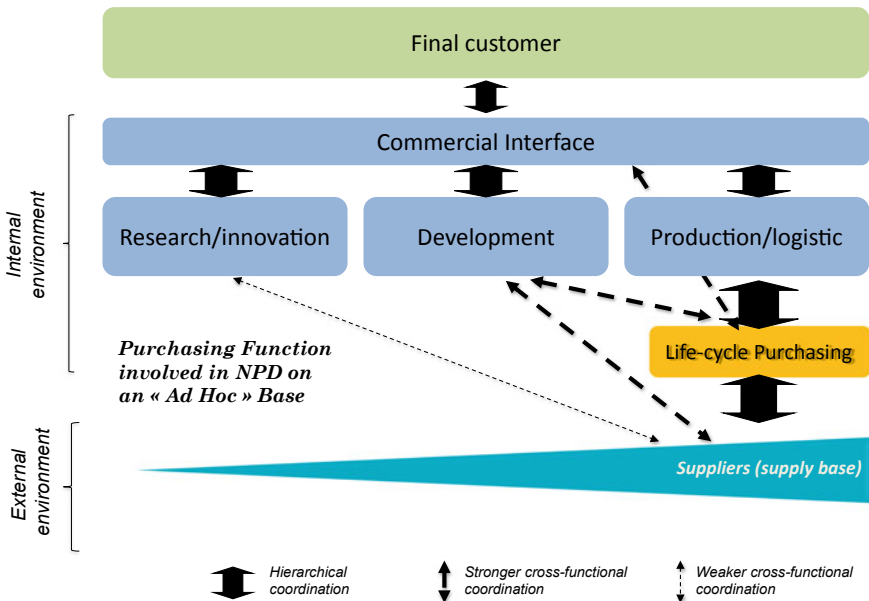 Final customer
Commercial Interface
Research/innovation
Development
Production/logistic
Internal
environment
Life-cycle Purchasing
Purchasing Function
involved in NPD on
an « Ad Hoc » Base
Suppliers (supply base)
External
environment
Hierarchical
coordination
Stronger cross-functional
coordination
Weaker cross-functional
coordination